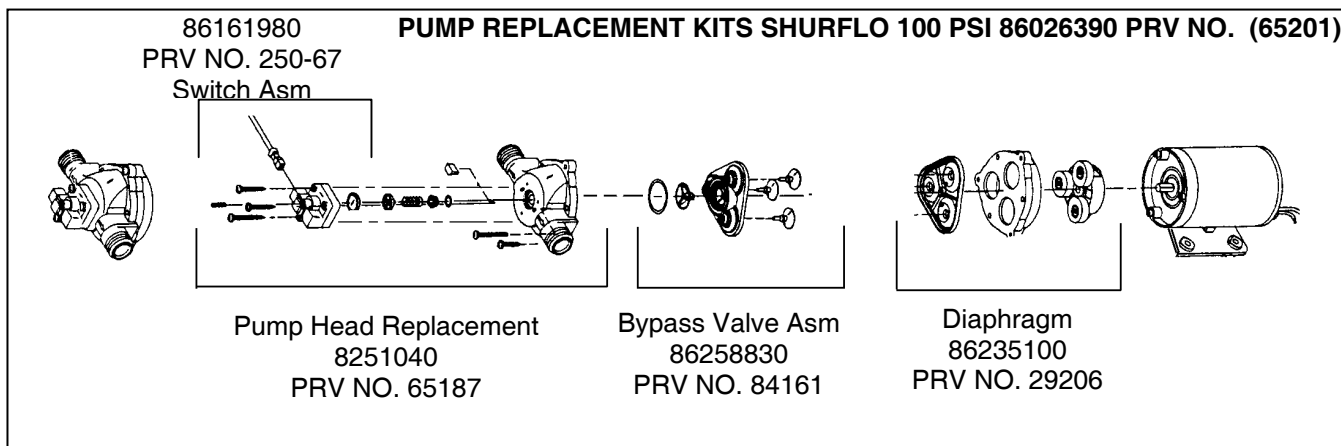 86161980
PRV NO. 250-67
Switch Asm
PUMP REPLACEMENT KITS SHURFLO 100 PSI 86026390 PRV NO. (65201)
Pump Head Replacement
8251040
PRV NO. 65187
Bypass Valve Asm
86258830
PRV NO. 84161
Diaphragm
86235100
PRV NO. 29206